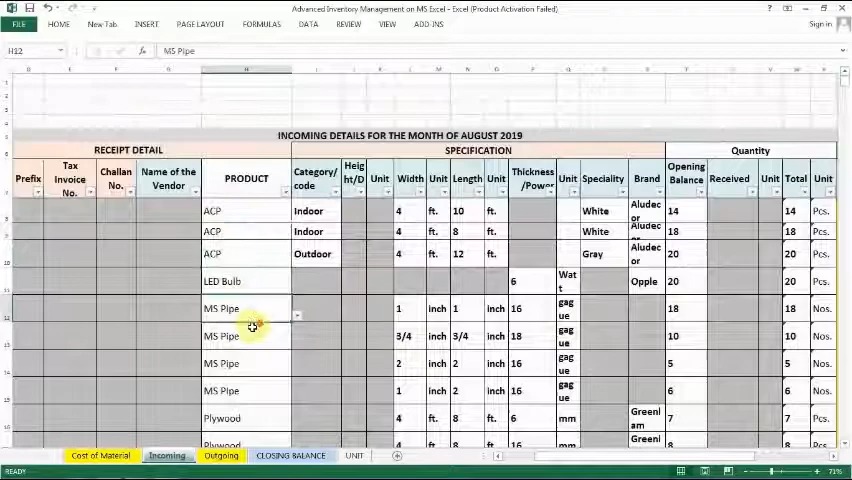 Advanced Inventory Management on MS Excel - Excel (Product Activation Failed)
FILE HOME New Tab INSERT PAGE LAYOUT FORMULAS DATA REVIEW VIEW ADD-INS Sign in
H12 fx MS Pipe
INCOMING DETAILS FOR THE MONTH OF AUGUST 2019
RECEIPT DETAIL SPECIFICATION Quantity
Prefix Tax Invoice No. Challan No. Name of the Vendor PRODUCT Category/code Height/D Unit Width Unit Length Unit Thickness/Power Unit Speciality Brand Opening Balance Received Unit Total Unit
ACP Indoor 4 ft. 10 ft. White Aludecor 14 14 Pcs.
ACP Indoor 4 ft. 8 ft. White Aludecor 18 18 Pcs.
ACP Outdoor 4 ft. 12 ft. Gray Aludecor 20 20 Pcs.
LED Bulb 6 Watt Opple 20 20 Pcs.
MS Pipe 1 inch 1 inch 16 gague 18 18 Nos.
MS Pipe 3/4 inch 3/4 inch 18 gague 10 10 Nos.
MS Pipe 2 inch 2 inch 16 gague 5 5 Nos.
MS Pipe 1 inch 2 inch 16 gague 6 6 Nos.
Plywood 4 ft. 8 ft. 6 mm Greenlam 7 7 Pcs.
Plywood 4 ft. 8 ft. 16 mm Greenl 8 8 Pcs.
Cost of Material Incoming Outgoing CLOSING BALANCE UNIT
READY 71%